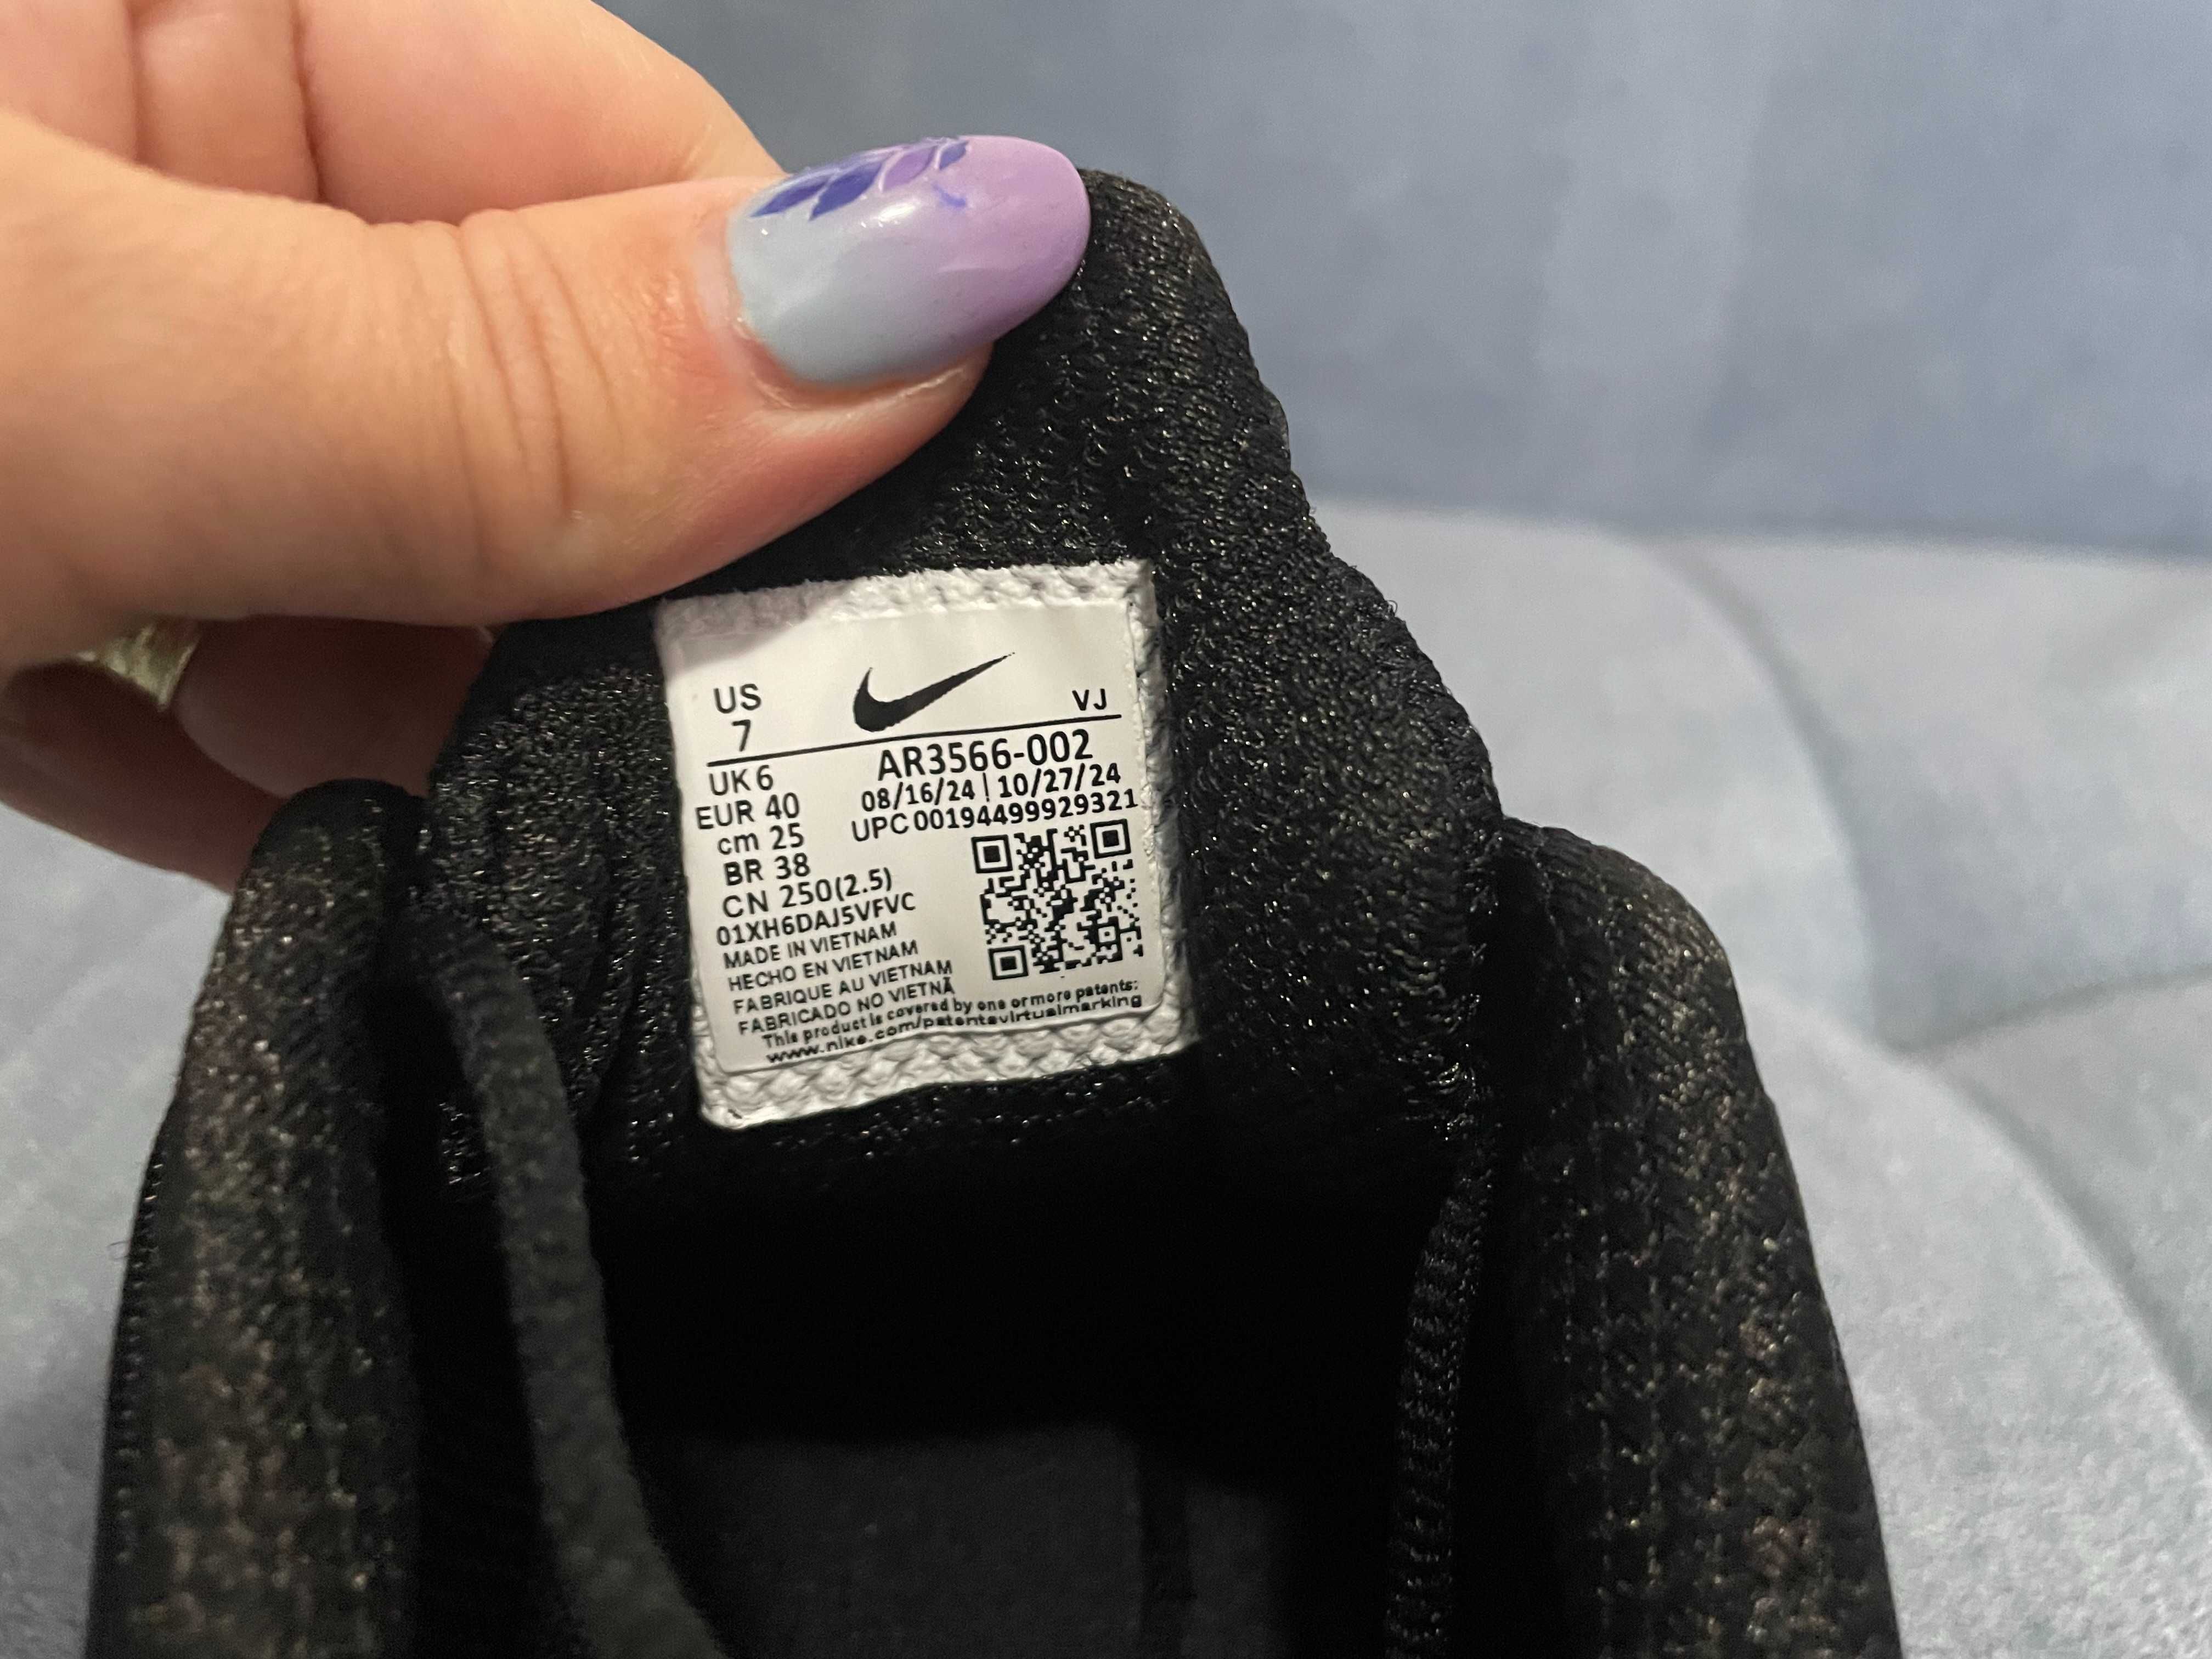 US
7
VJ
UK 6
AR3566-002
EUR 40
08/16/24 | 10/27/24
cm 25
UPC 00194499929321
BR 38
CN 250(2.5)
01XH6DAJ5VFVC
MADE IN VIETNAM
HECHO EN VIETNAM
FABRIQUE AU VIETNAM
FABRICADO NO VIETNÃ
This product is covered by one or more patents:
www.nike.com/patentsvirtualmarking